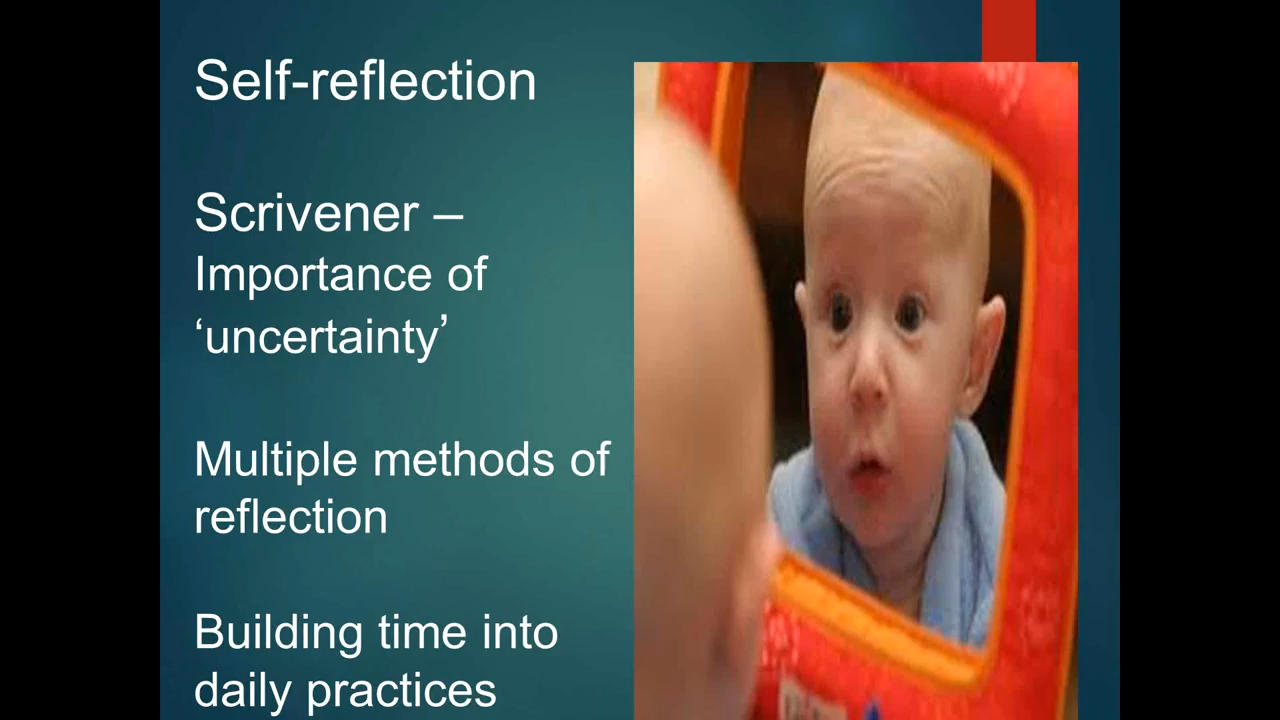 Self-reflection
Scrivener –
Importance of
‘uncertainty’
Multiple methods of
reflection
Building time into
daily practices